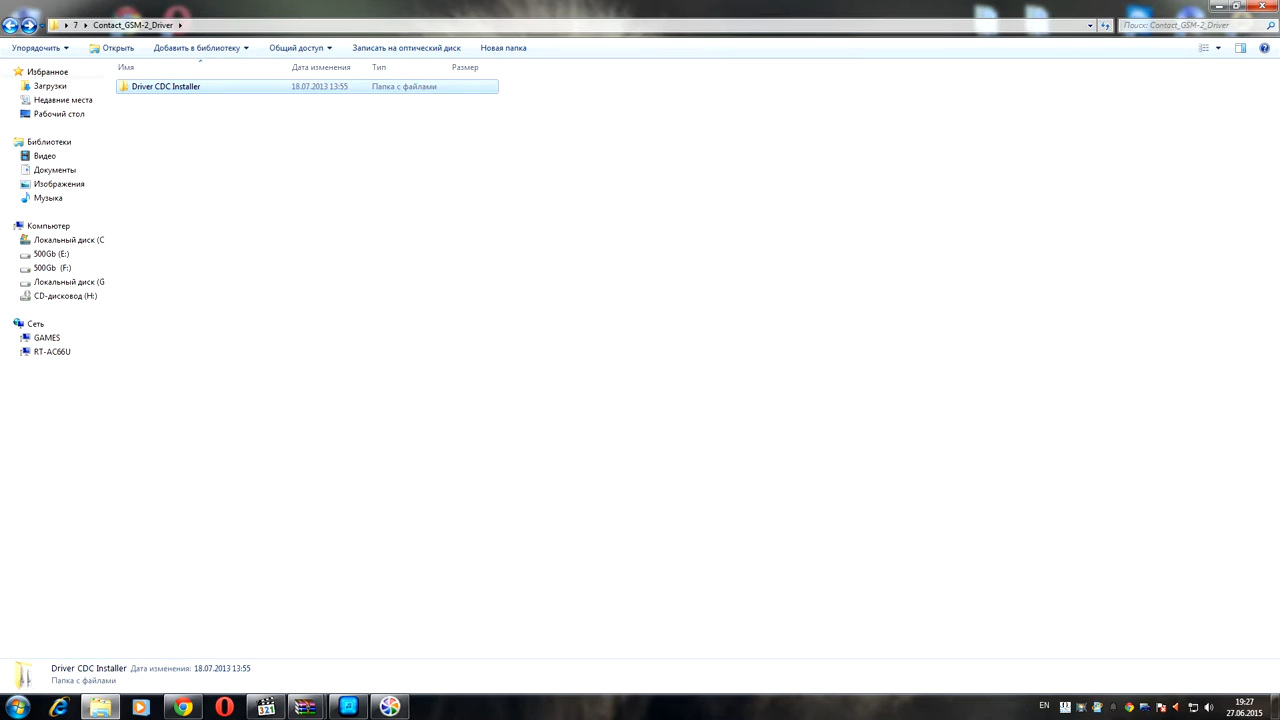 7 Contact_GSM-2_Driver
Поиск: Contact_GSM-2_Driver
Упорядочить Открыть Добавить в библиотеку Общий доступ Записать на оптический диск Новая папка
Имя Дата изменения Тип Размер
Driver CDC Installer 18.07.2013 13:55 Папка с файлами
Избранное
Загрузки
Недавние места
Рабочий стол
Библиотеки
Видео
Документы
Изображения
Музыка
Компьютер
Локальный диск (C
500Gb (E:)
500Gb (F:)
Локальный диск (G
CD-дисковод (H:)
Сеть
GAMES
RT-AC66U
Driver CDC Installer Дата изменения: 18.07.2013 13:55
Папка с файлами
321
EN
19:27
27.06.2015